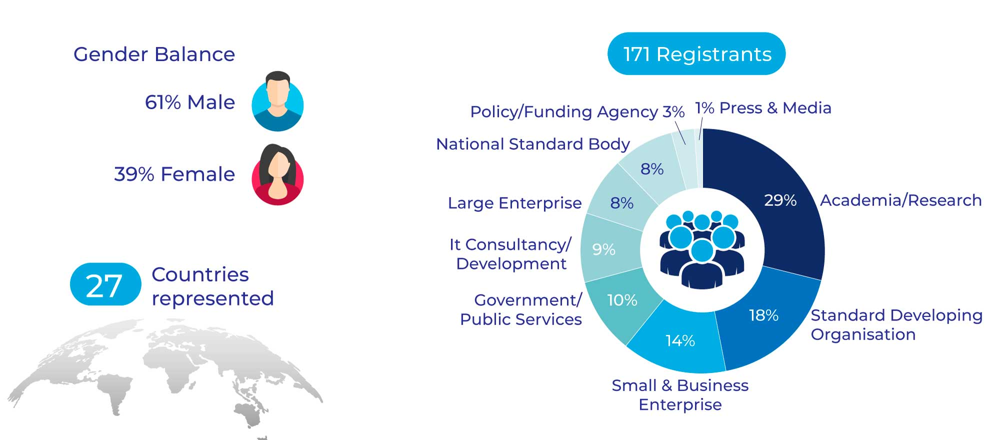 Gender Balance
61% Male
39% Female
27
Countries
represented
171 Registrants
Policy/Funding Agency 3%
1% Press & Media
National Standard Body
8%
Large Enterprise
8%
It Consultancy/
Development
9%
Government/
Public Services
10%
Small & Business
Enterprise
14%
Standard Developing
Organisation
18%
Academia/Research
29%